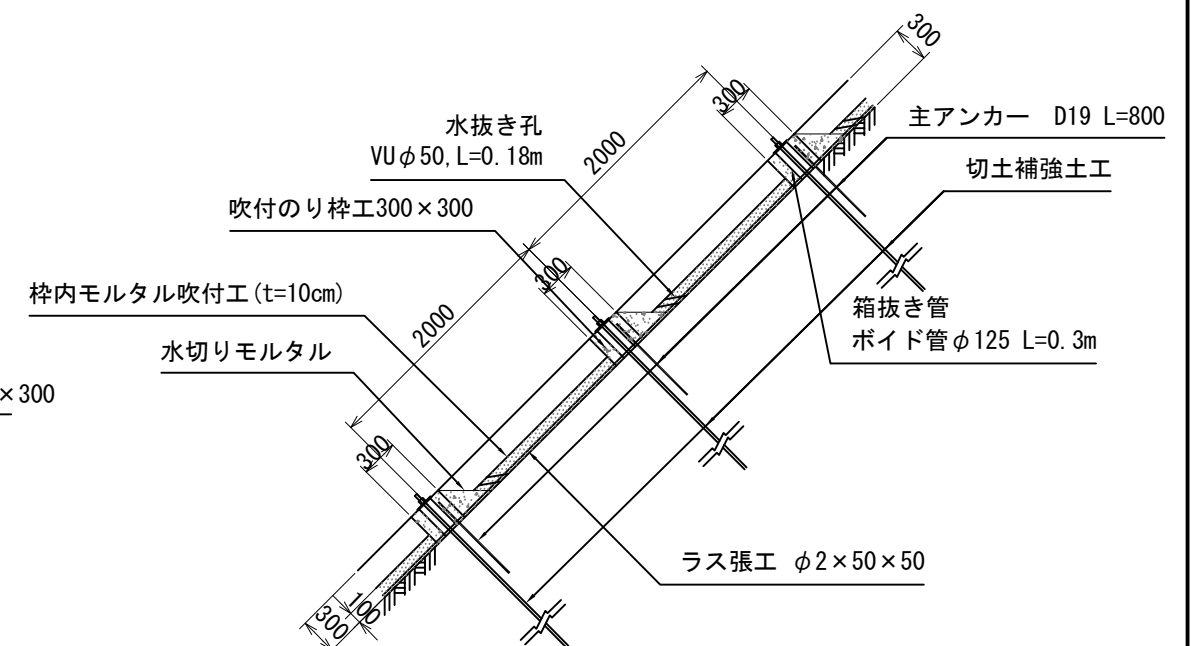 300
300
主アンカー D19 L=800
水抜き孔
VUφ50,L=0.18m
2000
切土補強土工
吹付のり枠工300×300
300
枠内モルタル吹付工(t=10cm)
2000
箱抜き管
ボイド管φ125 L=0.3m
水切りモルタル
×300
300
ラス張工 φ2×50×50
100
300